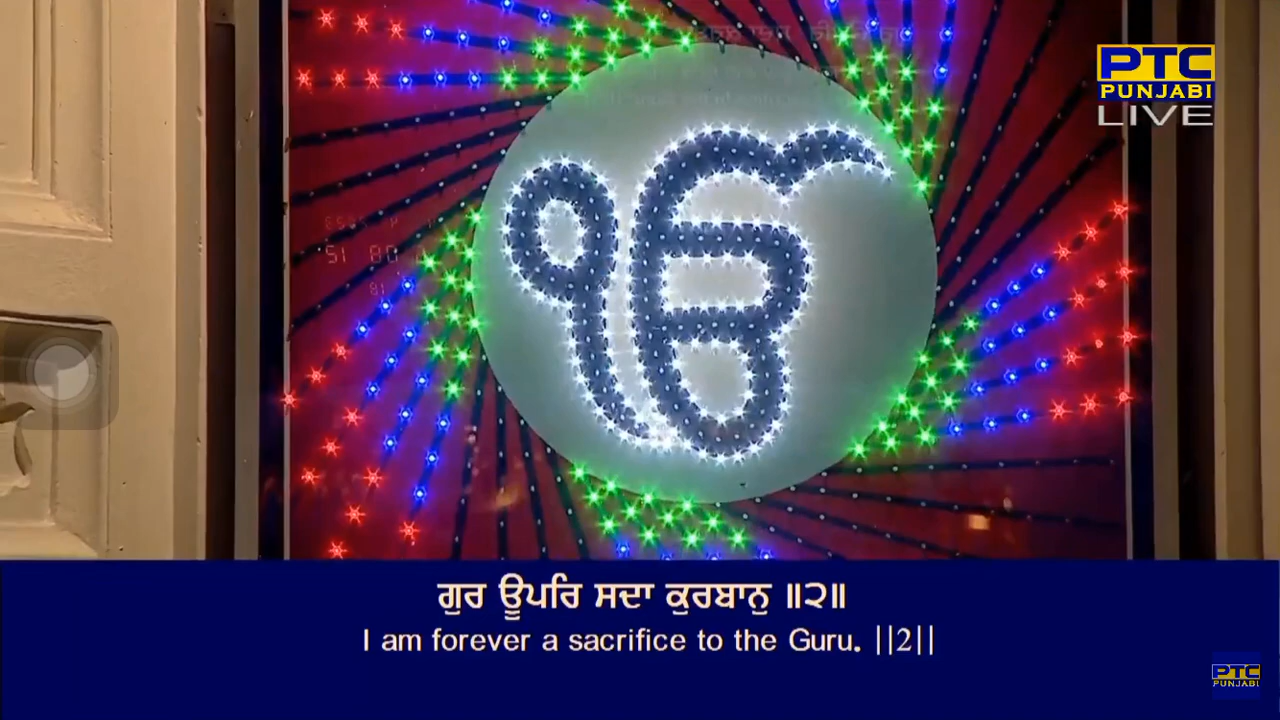 PTC
PUNJABI
LIVE
ੴ
ਗੁਰ ਊਪਰਿ ਸਦਾ ਕੁਰਬਾਨੁ ॥੨॥
I am forever a sacrifice to the Guru. ||2||
PTC
PUNJABI